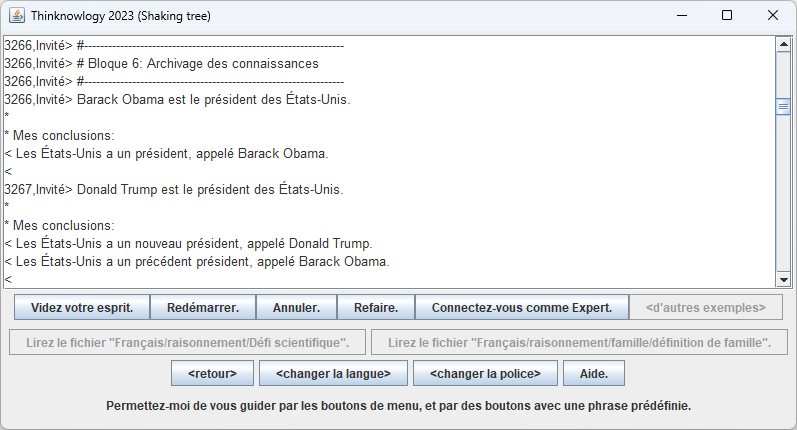 Thinknowlogy 2023 (Shaking tree)
3266,Invité> #-----------------------------------------------------------------
3266,Invité> # Bloque 6: Archivage des connaissances
3266,Invité> #-----------------------------------------------------------------
3266,Invité> Barack Obama est le président des États-Unis.
*
* Mes conclusions:
< Les États-Unis a un président, appelé Barack Obama.
<
3267,Invité> Donald Trump est le président des États-Unis.
*
* Mes conclusions:
< Les États-Unis a un nouveau président, appelé Donald Trump.
< Les États-Unis a un précédent président, appelé Barack Obama.
<
Videz votre esprit. Redémarrer. Annuler. Refaire. Connectez-vous comme Expert. <d'autres exemples>
Lirez le fichier "Français/raisonnement/Défi scientifique". Lirez le fichier "Français/raisonnement/famille/définition de famille".
<retour> <changer la langue> <changer la police> Aide.
Permettez-moi de vous guider par les boutons de menu, et par des boutons avec une phrase prédéfinie.